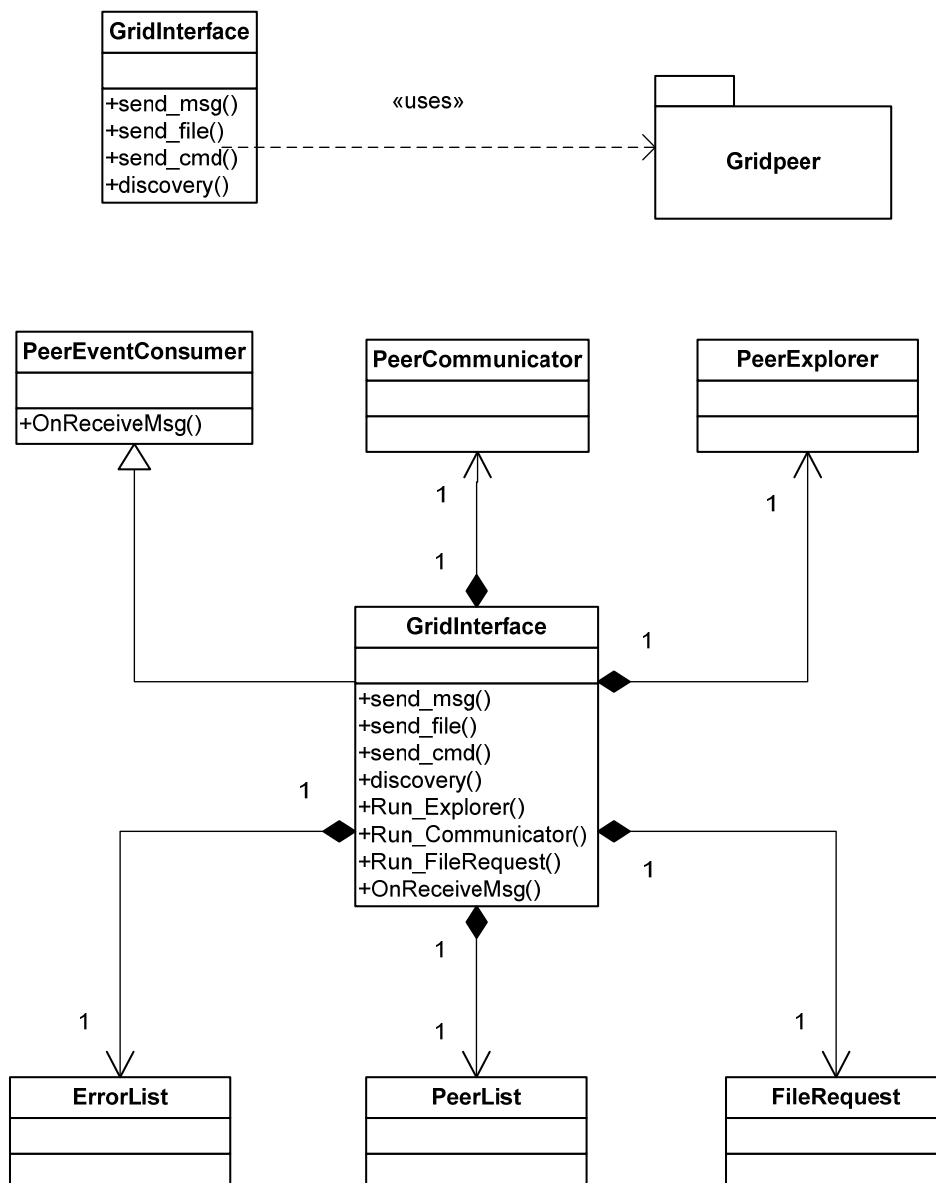 GridInterface
+send_msg()
+send_file()
+send_cmd()
+discovery()
«uses»
Gridpeer
PeerEventConsumer
+OnReceiveMsg()
PeerCommunicator
PeerExplorer
1
1
1
1
GridInterface
+send_msg()
+send_file()
+send_cmd()
+discovery()
+Run_Explorer()
+Run_Communicator()
+Run_FileRequest()
+OnReceiveMsg()
1
1
1
1
1
1
ErrorList
PeerList
FileRequest